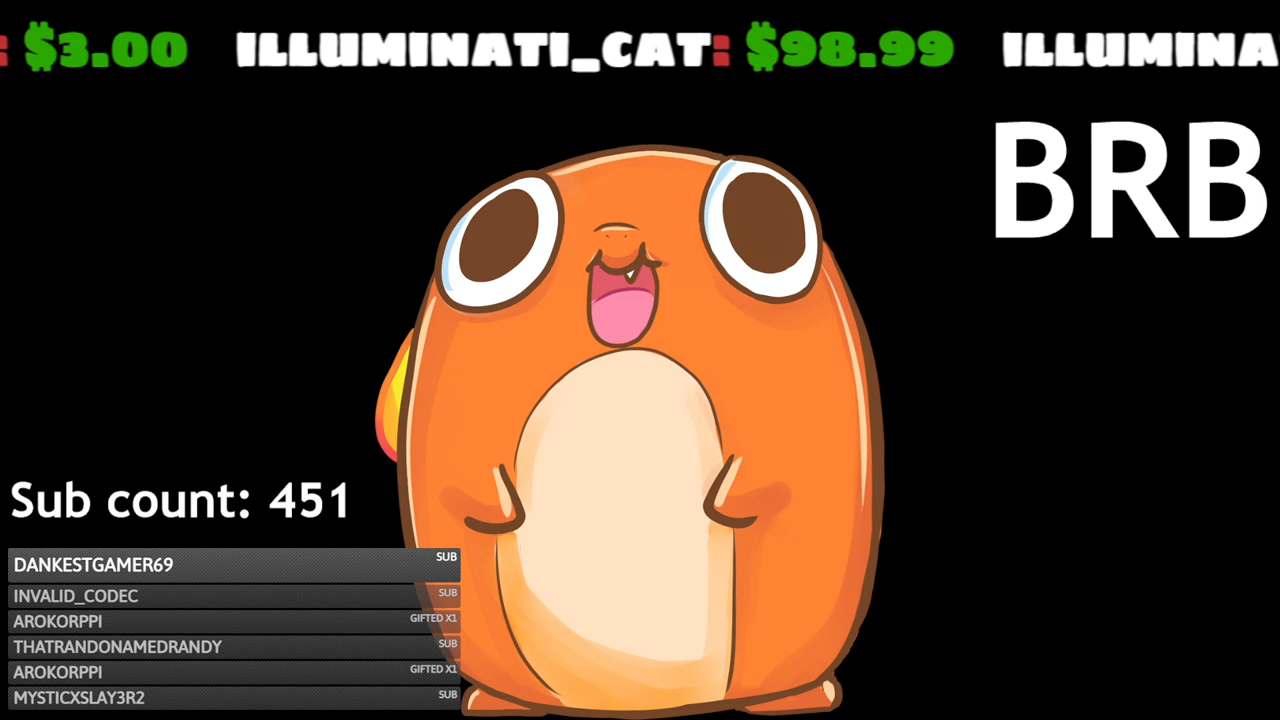 : $3.00 ILLUMINATI_CAT: $98.99 ILLUMINA
BRB
Sub count: 451
DANKESTGAMER69 SUB
INVALID_CODEC SUB
AROKORPPI GIFTED X1
THATRANDONAMEDRANDY SUB
AROKORPPI GIFTED X1
MYSTICXSLAY3R2 SUB